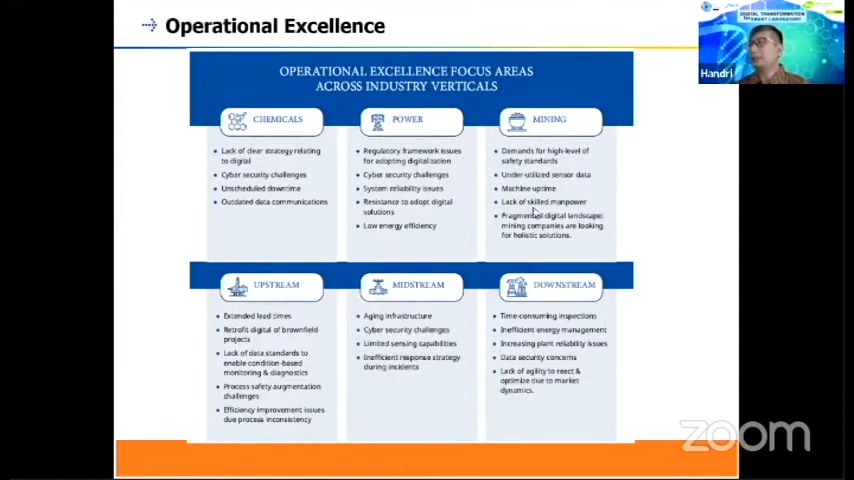 Operational Excellence
OPERATIONAL EXCELLENCE FOCUS AREAS
ACROSS INDUSTRY VERTICALS
CHEMICALS
• Lack of clear strategy relating
to digital
• Cyber security challenges
• Unscheduled downtime
• Outdated data communications
POWER
• Regulatory framework issues
for adopting digitalization
• Cyber security challenges
• System reliability issues
• Resistance to adopt digital
solutions
• Low energy efficiency
MINING
• Demands for high-level of
safety standards
• Under-utilized sensor data
• Machine uptime
• Lack of skilled manpower
• Fragmented digital landscape:
mining companies are looking
for holistic solutions.
UPSTREAM
• Extended lead times
• Retrofit digital of brownfield
projects
• Lack of data standards to
enable condition-based
monitoring & diagnostics
• Process safety augmentation
challenges
• Efficiency improvement issues
due process inconsistency
MIDSTREAM
• Aging infrastructure
• Cyber security challenges
• Limited sensing capabilities
• Inefficient response strategy
during incidents
DOWNSTREAM
• Time-consuming inspections
• Inefficient energy management
• Increasing plant reliability issues
• Data security concerns
• Lack of agility to react &
optimize due to market
dynamics.
DIGITAL TRANSFORMATION
for SMART LABORATORY
Handri
zoom